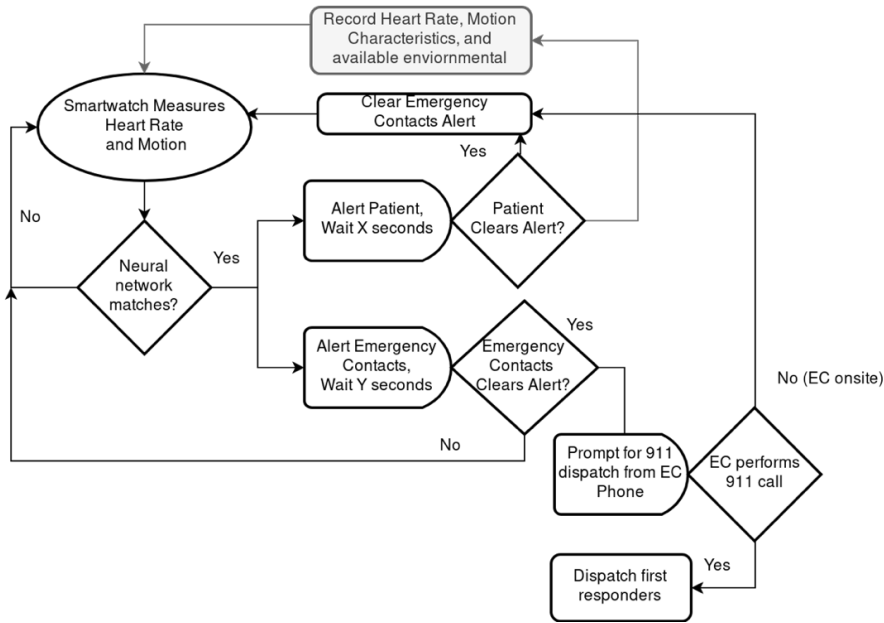 Record Heart Rate, Motion
Characteristics, and
available enviornmental
Smartwatch Measures
Heart Rate
and Motion
Clear Emergency
Contacts Alert
Yes
No
Alert Patient,
Wait X seconds
Patient
Clears Alert?
Neural
network
matches?
Yes
Alert Emergency
Contacts,
Wait Y seconds
Emergency
Contacts
Clears Alert?
Yes
No (EC onsite)
No
Prompt for 911
dispatch from EC
Phone
EC performs
911 call
Yes
Dispatch first
responders